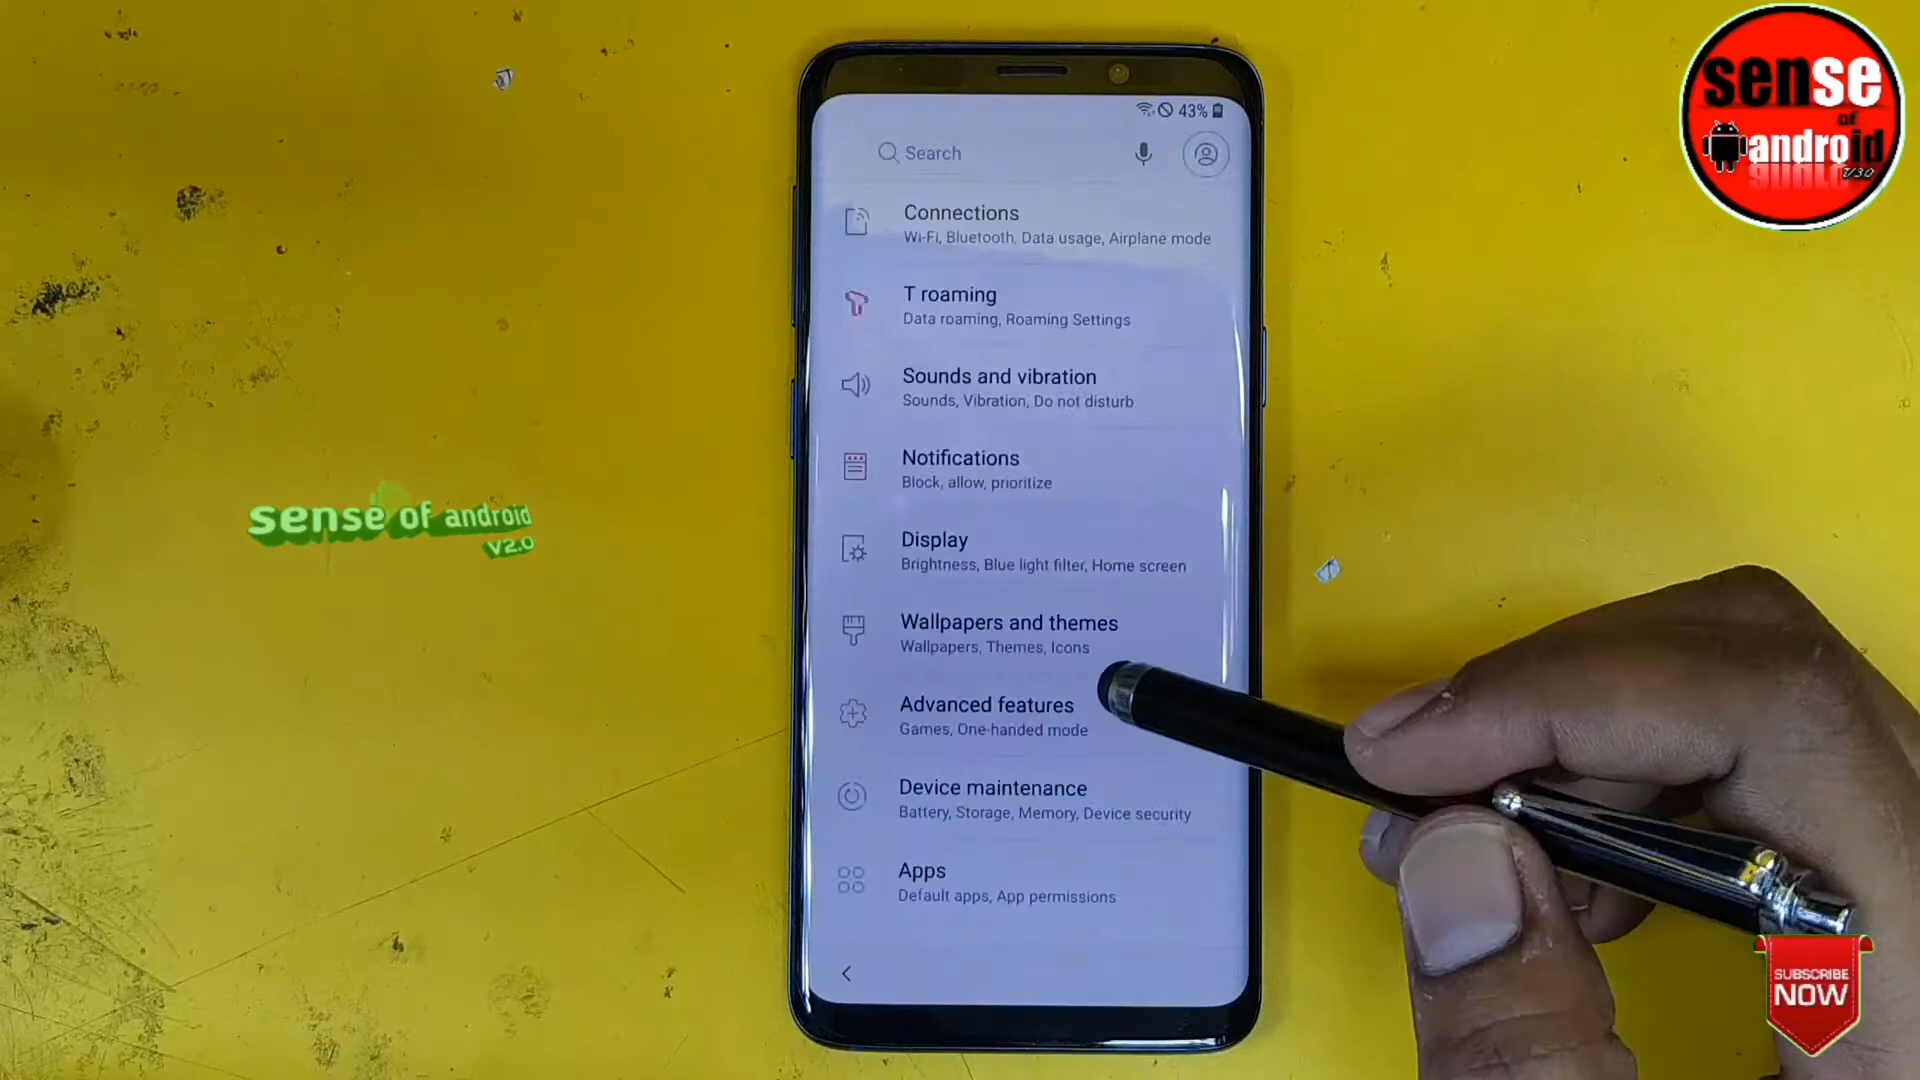 43%
Search
Connections
Wi-Fi, Bluetooth, Data usage, Airplane mode
T roaming
Data roaming, Roaming Settings
Sounds and vibration
Sounds, Vibration, Do not disturb
Notifications
Block, allow, prioritize
Display
Brightness, Blue light filter, Home screen
Wallpapers and themes
Wallpapers, Themes, Icons
Advanced features
Games, One-handed mode
Device maintenance
Battery, Storage, Memory, Device security
Apps
Default apps, App permissions
sense of android
V2.0
sense
of
android
V3.0
SUBSCRIBE
NOW